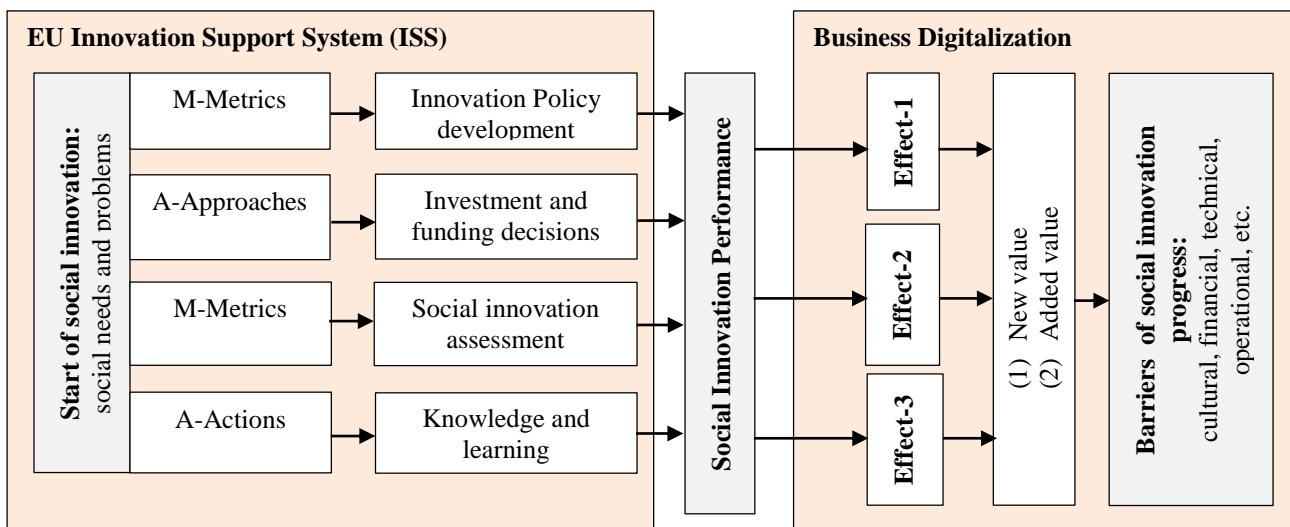 EU Innovation Support System (ISS)
Start of social innovation:
social needs and problems
M-Metrics
Innovation Policy
development
A-Approaches
Investment and
funding decisions
M-Metrics
Social innovation
assessment
A-Actions
Knowledge and
learning
Social Innovation Performance
Business Digitalization
Effect-1
Effect-2
Effect-3
(1) New value
(2) Added value
Barriers of social innovation
progress:
cultural, financial, technical,
operational, etc.